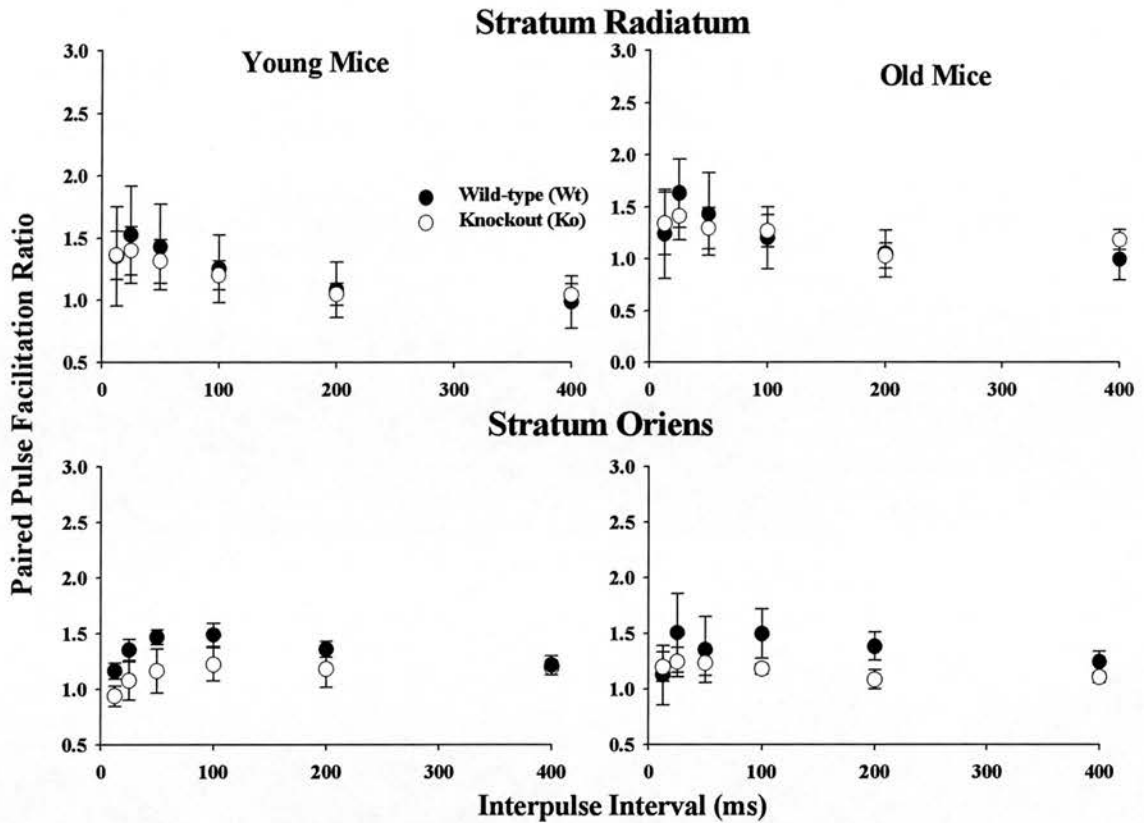 Stratum Radiatum
Young Mice
Old Mice
3.0
2.5
2.0
1.5
1.0
0.5
0 100 200 300 400
Wild-type (Wt)
Knockout (Ko)
3.0
2.5
2.0
1.5
1.0
0.5
0.0
0 100 200 300 400
Paired Pulse Facilitation Ratio
Stratum Oriens
3.0
2.5
2.0
1.5
1.0
0.5
0 100 200 300 400
3.0
2.5
2.0
1.5
1.0
0.5
0 100 200 300 400
Interpulse Interval (ms)